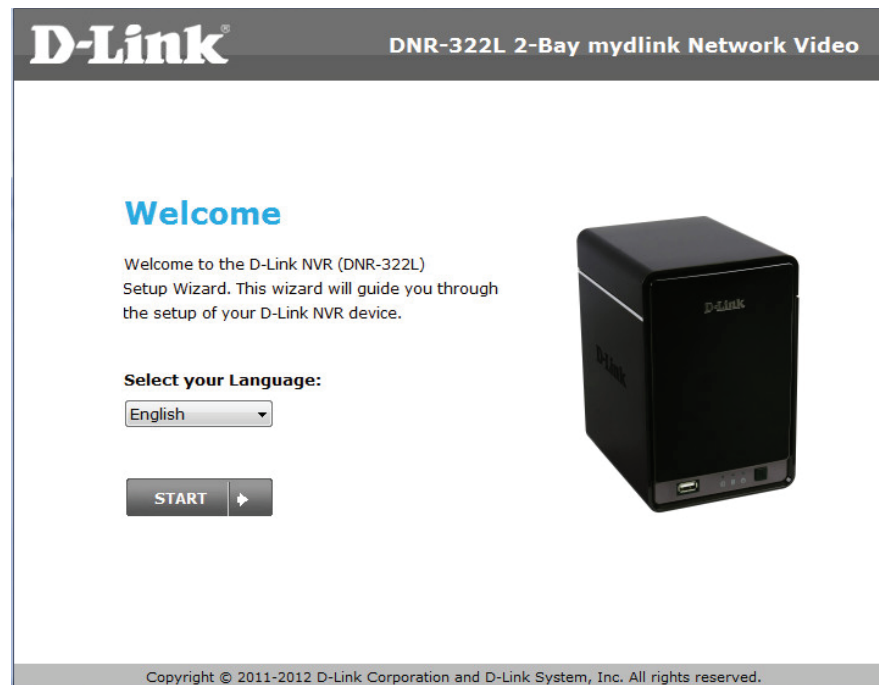 D-Link®
DNR-322L 2-Bay mydlink Network Video
Welcome
Welcome to the D-Link NVR (DNR-322L)
Setup Wizard. This wizard will guide you through
the setup of your D-Link NVR device.
D-Link
D-Link
Select your Language:
English
START
Copyright © 2011-2012 D-Link Corporation and D-Link System, Inc. All rights reserved.